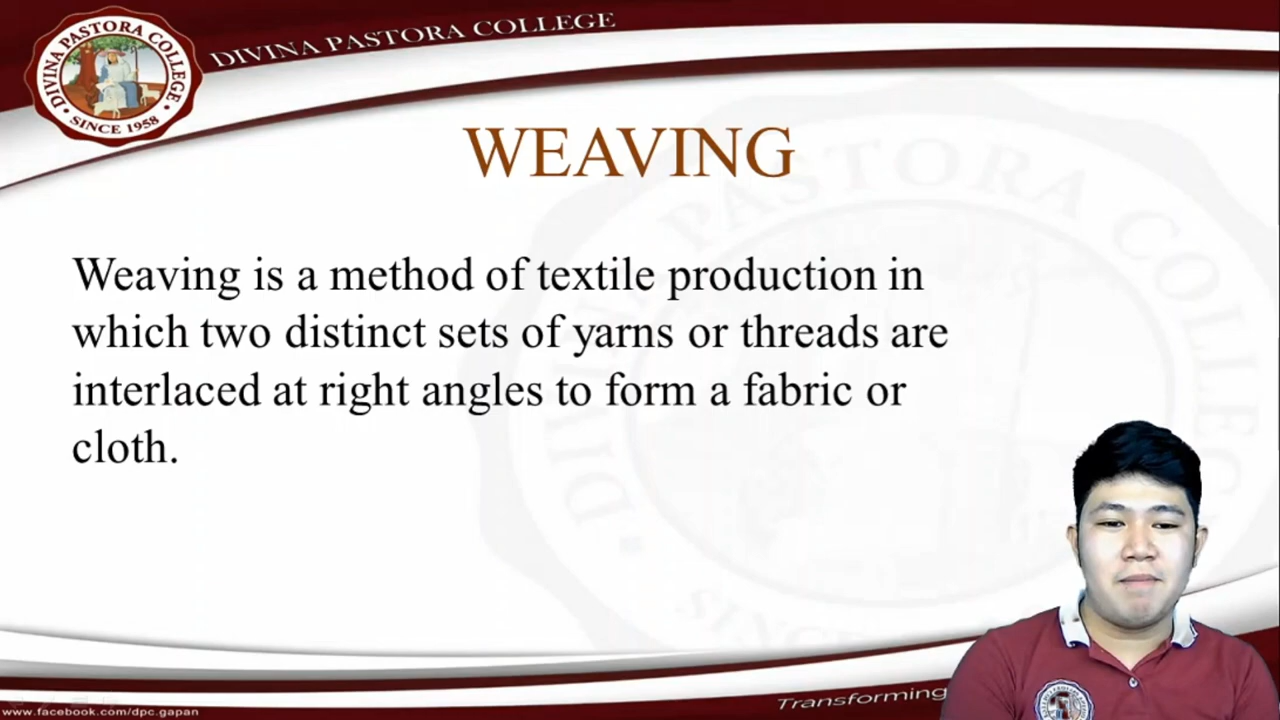 DIVINA PASTORA COLLEGE
DIVINA PASTORA COLLEGE
SINCE 1958
WEAVING
Weaving is a method of textile production in
which two distinct sets of yarns or threads are
interlaced at right angles to form a fabric or
cloth.
Transforming
www.facebook.com/dpc.gapan